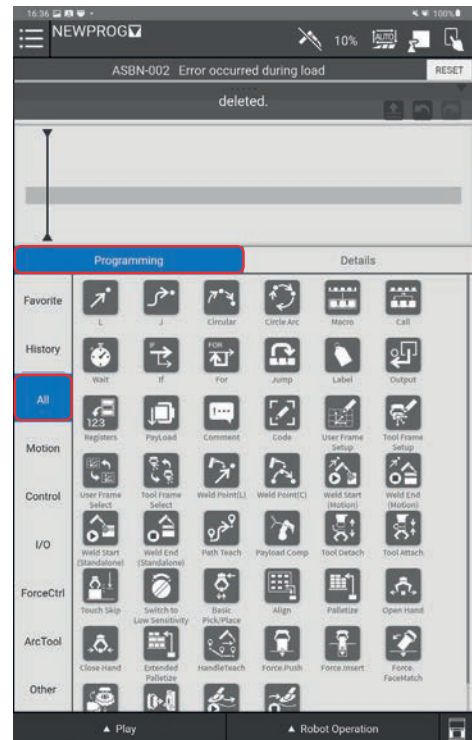 16:36
100%
NEWPROG
10%
AUTO
ASBN-002 Error occurred during load
RESET
deleted.
Programming
Details
Favorite
History
All
Motion
Control
I/O
ForceCtrl
ArcTool
Other
L
J
Circular
Circle Arc
Macro
Call
IF
FOR
Wait
If
For
Jump
Label
Output
123
Registers
PayLoad
Comment
Code
User Frame
Setup
Tool Frame
Setup
User Frame
Select
Tool Frame
Select
Weld Point(L)
Weld Point(C)
Weld Start
(Motion)
Weld End
(Motion)
Weld Start
(Standalone)
Weld End
(Standalone)
Path Teach
Payload Comp
Tool Detach
Tool Attach
Touch Skip
Switch to
Low Sensitivity
Basic
Pick/Place
Align
Palletize
Open Hand
Close Hand
Extended
Palletize
HandleTeach
Force.Push
Force.Insert
Force.
FaceMatch
▲ Play
▲ Robot Operation